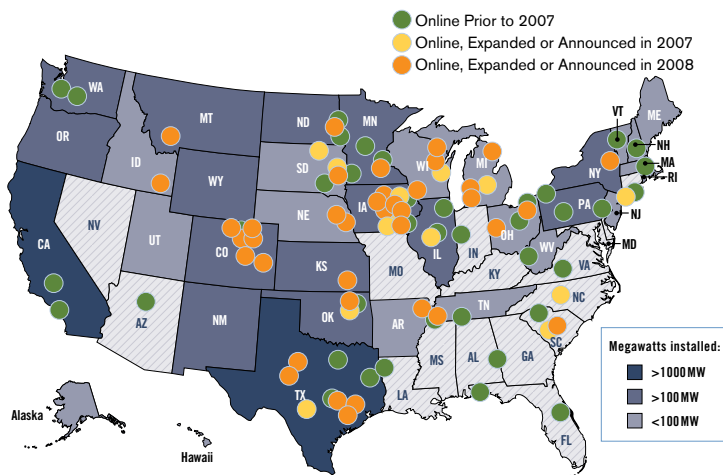 Online Prior to 2007
Online, Expanded or Announced in 2007
Online, Expanded or Announced in 2008
WA
MT
ND
MN
VT
ME
OR
ID
WY
SD
WI
MI
NY
NH
MA
RI
NV
UT
NE
IA
PA
NJ
CA
CO
KS
MO
IL
IN
OH
WV
MD
KY
VA
AZ
NM
OK
AR
TN
NC
SC
TX
LA
MS
AL
GA
FL
Alaska
Hawaii
Megawatts installed:
>1000MW
>100MW
<100MW